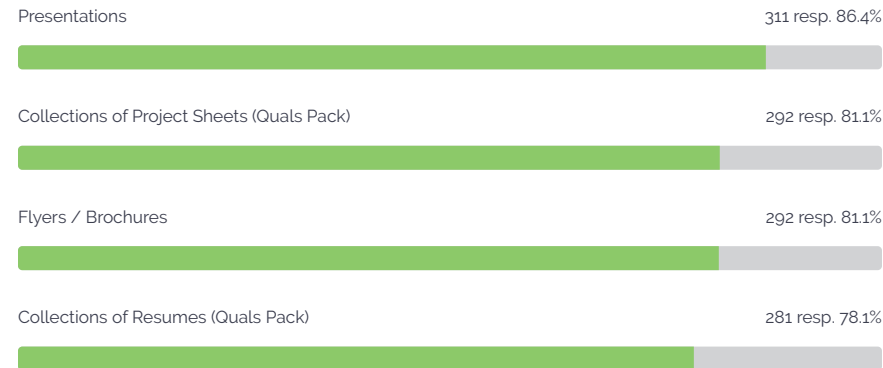 Presentations 311 resp. 86.4%
Collections of Project Sheets (Quals Pack) 292 resp. 81.1%
Flyers / Brochures 292 resp. 81.1%
Collections of Resumes (Quals Pack) 281 resp. 78.1%